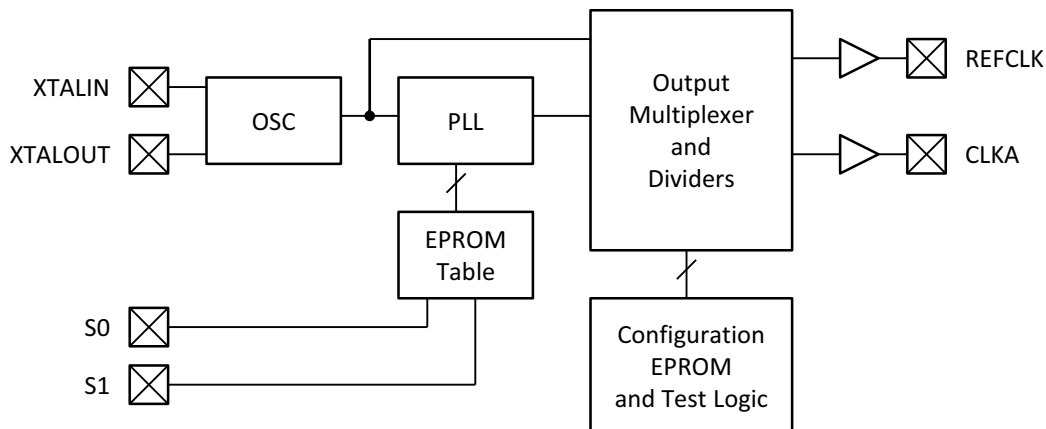 XTALIN
XTALOUT
OSC
PLL
Output
Multiplexer
and
Dividers
REFCLK
CLKA
EPROM
Table
S0
S1
Configuration
EPROM
and Test Logic